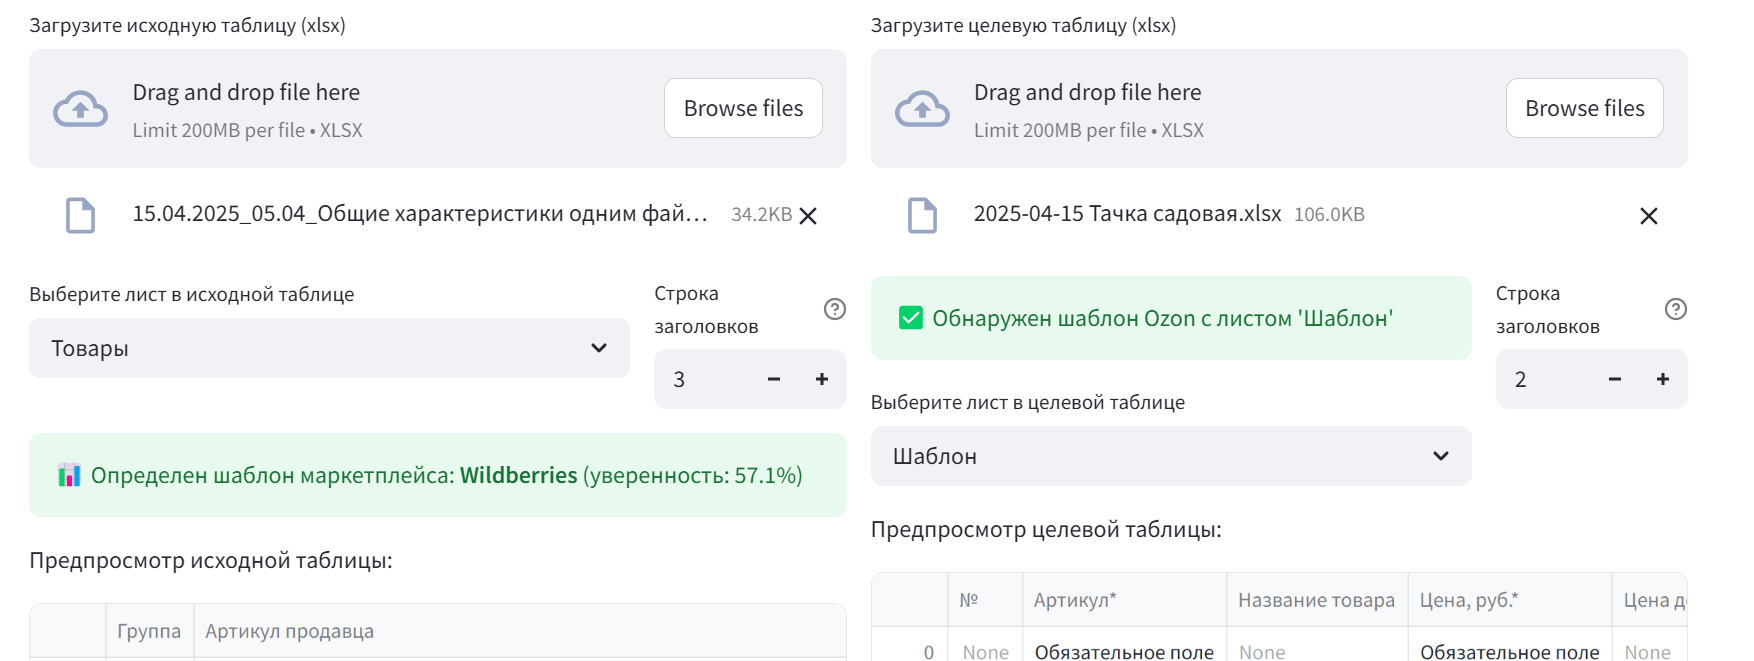 Загрузите исходную таблицу (xlsx)
Drag and drop file here
Limit 200MB per file • XLSX
Browse files
15.04.2025_05.04_Общие характеристики одним фай...
34.2KB
Выберите лист в исходной таблице
Товары
Строка
заголовков
3
Определен шаблон маркетплейса: Wildberries (уверенность: 57.1%)
Предпросмотр исходной таблицы:
Группа
Артикул продавца
Загрузите целевую таблицу (xlsx)
Drag and drop file here
Limit 200MB per file • XLSX
Browse files
2025-04-15 Тачка садовая.xlsx
106.0KB
Обнаружен шаблон Ozon с листом 'Шаблон'
Строка
заголовков
2
Выберите лист в целевой таблице
Шаблон
Предпросмотр целевой таблицы:
№
Артикул*
Название товара
Цена, руб.*
Цена
0
None
Обязательное поле
None
Обязательное поле
None